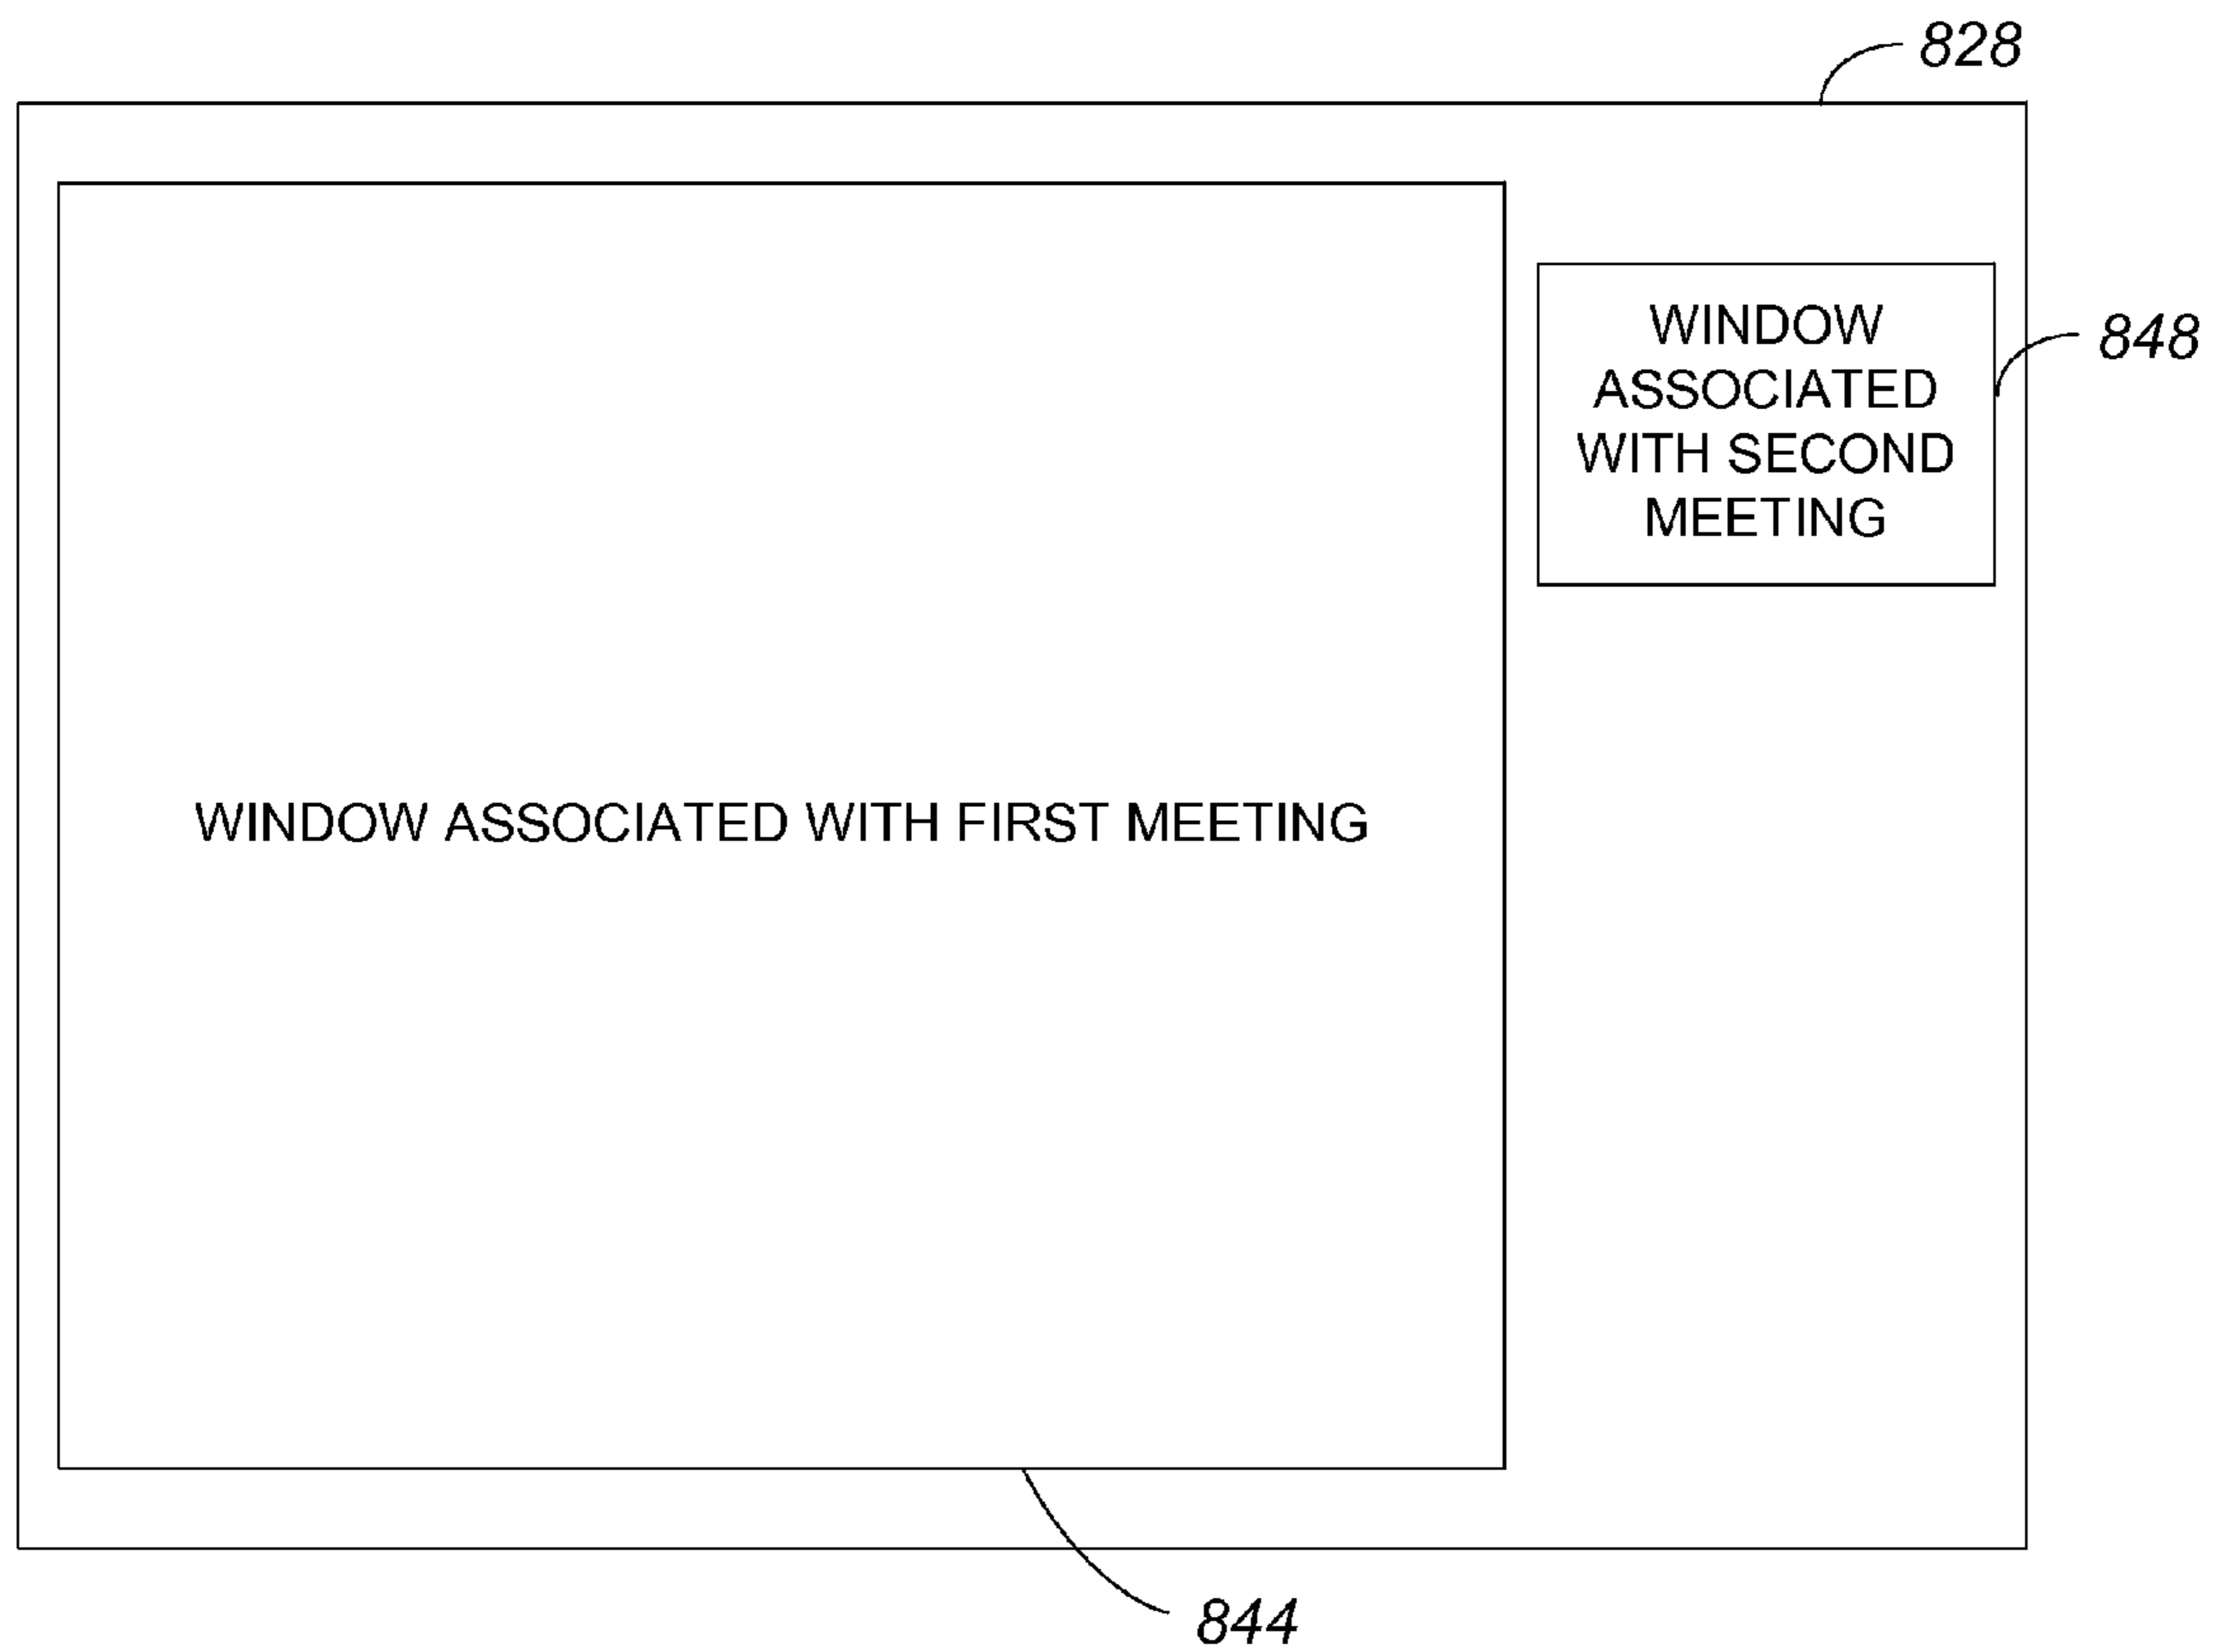 828
WINDOW
ASSOCIATED
WITH SECOND
MEETING
848
WINDOW ASSOCIATED WITH FIRST MEETING
844